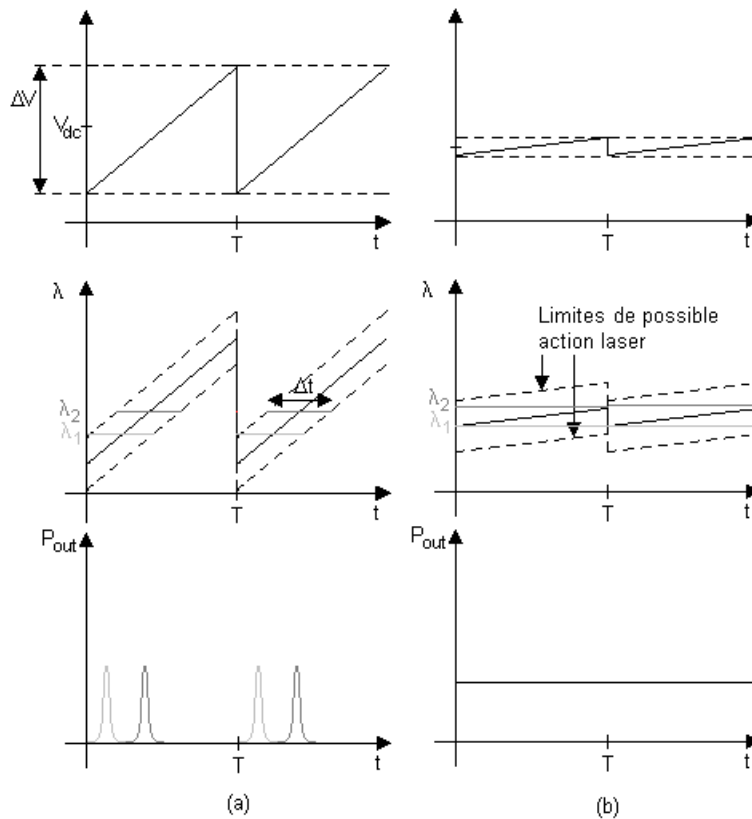 ΔV
V_dc
T
t
T
t
λ
λ₂
λ₁
Δt
T
t
λ
Limites de possible
action laser
λ₂
λ₁
T
t
P_out
T
t
P_out
T
t
(a)
(b)